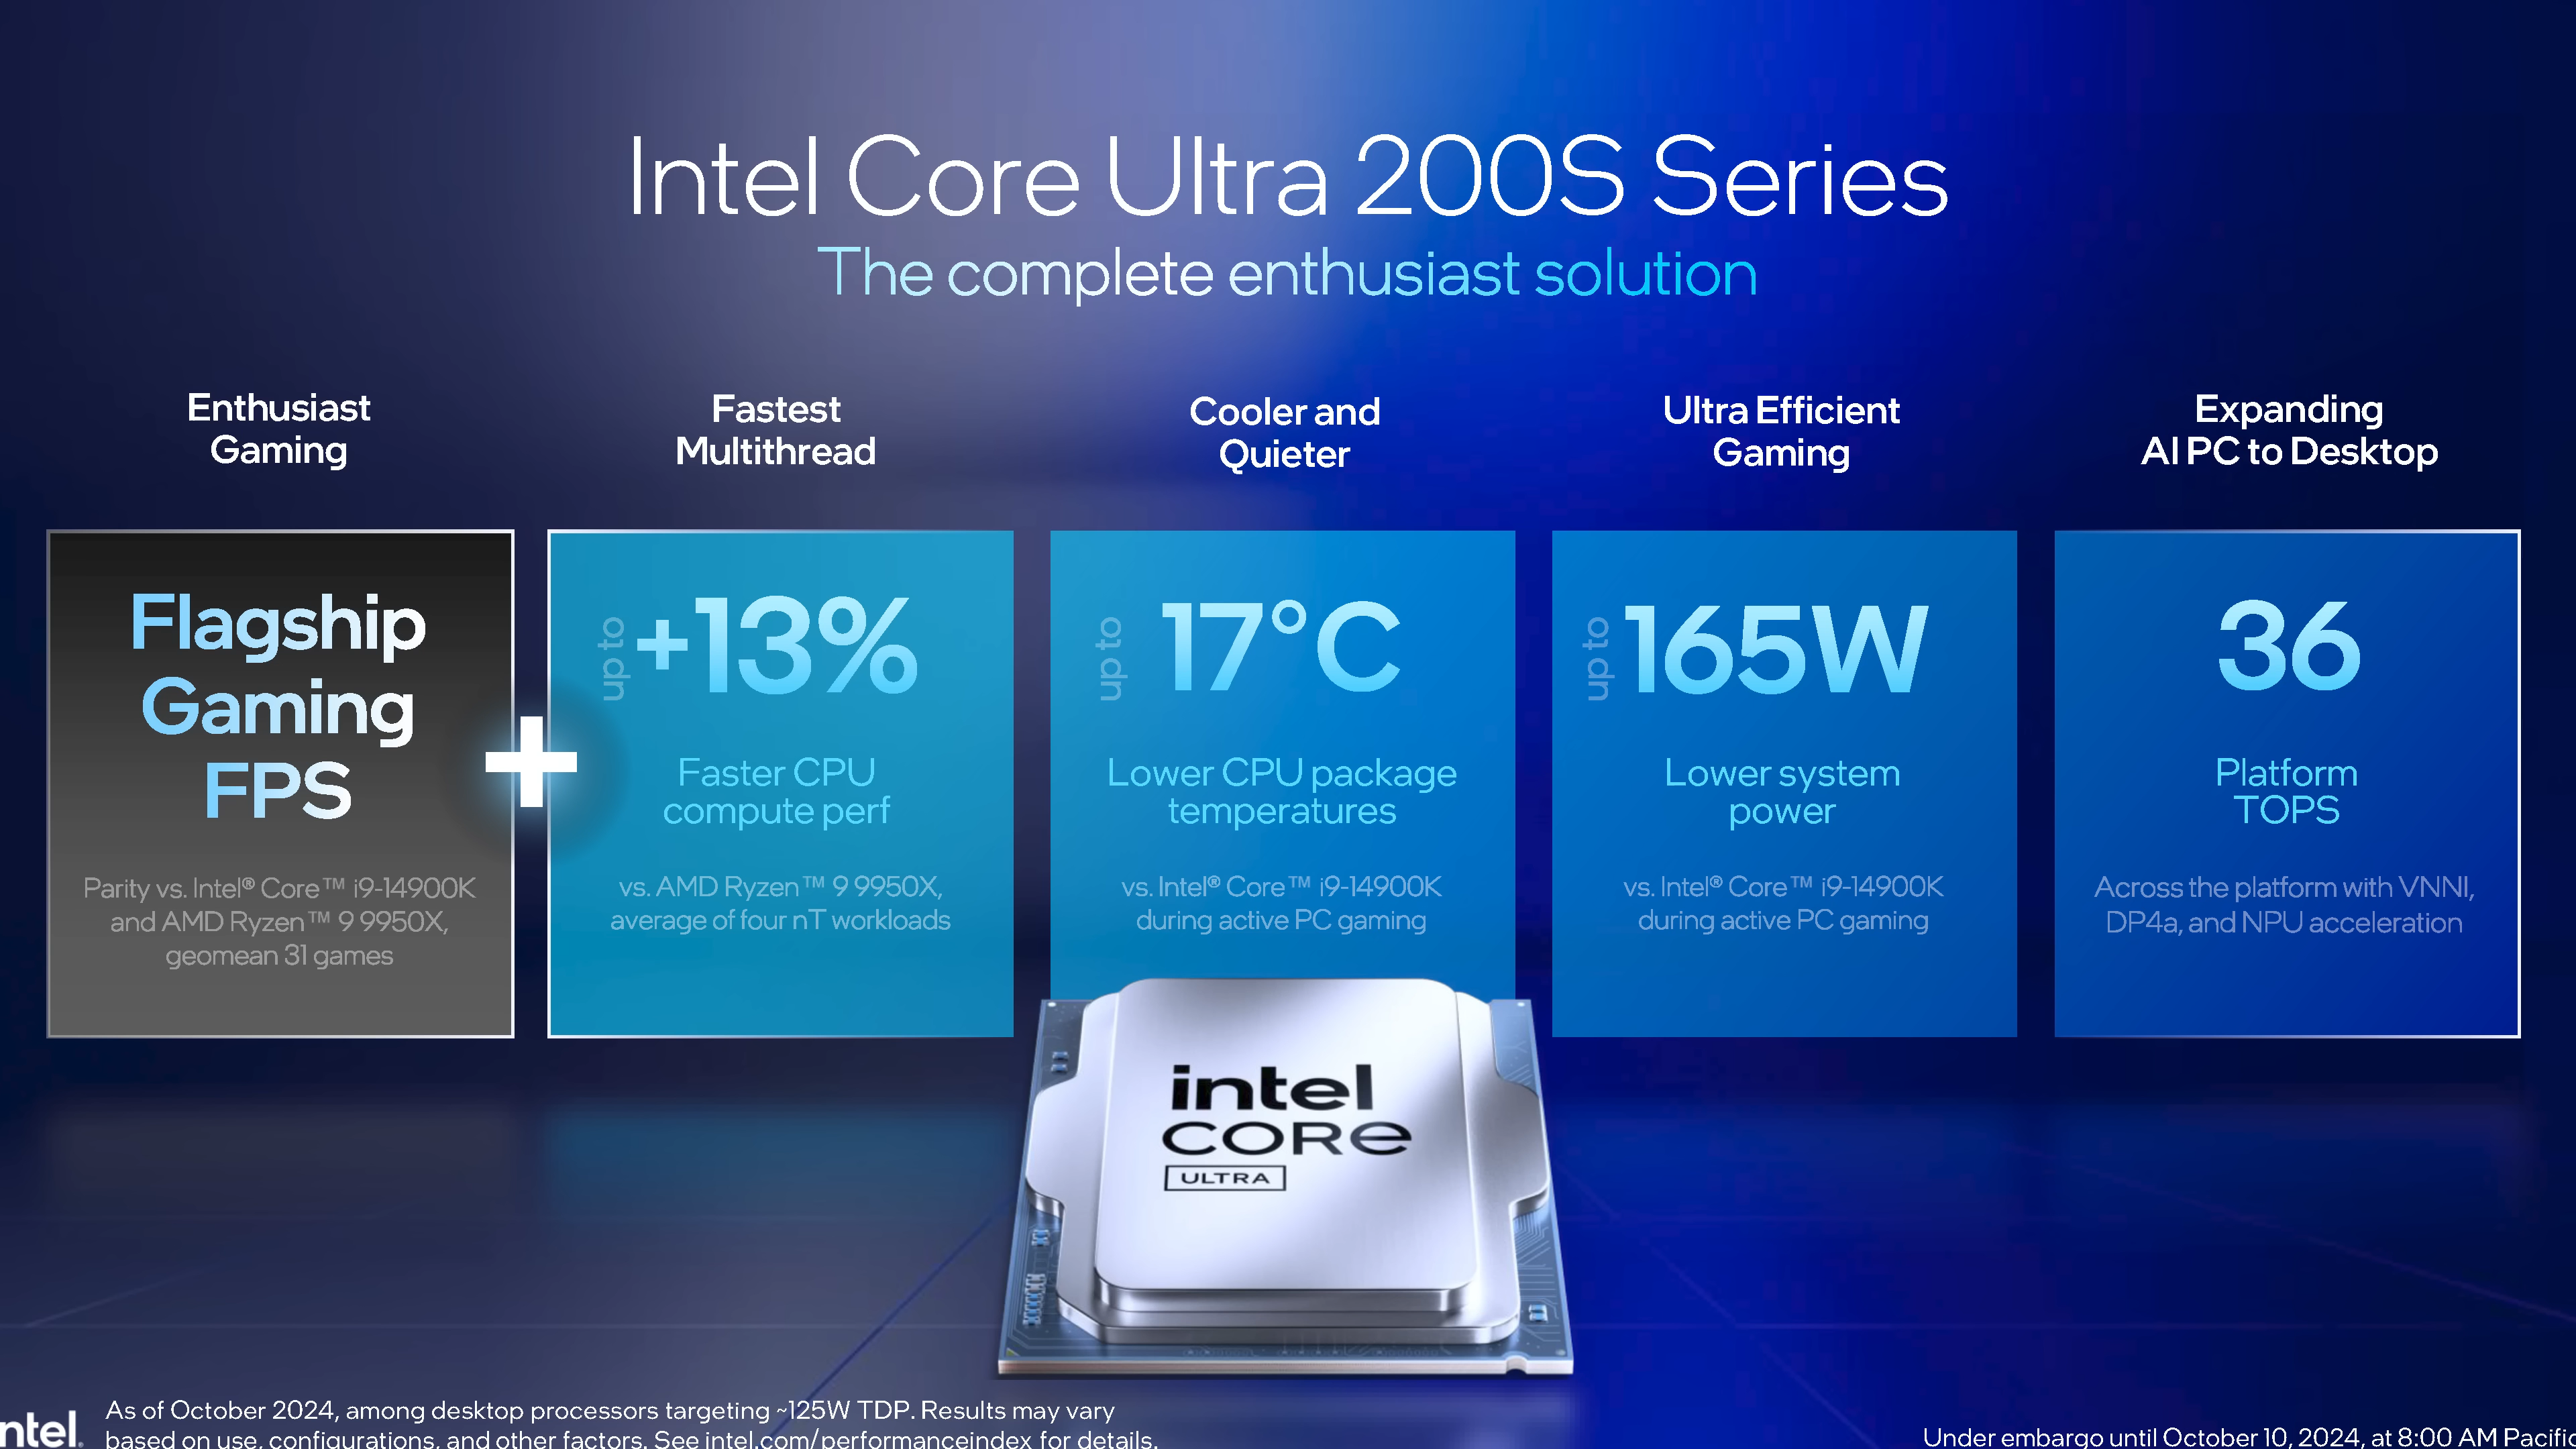 Intel Core Ultra 200S Series
The complete enthusiast solution
Enthusiast
Gaming
Flagship
Gaming
FPS
Parity vs. Intel® Core™ i9-14900K
and AMD Ryzen™ 9 9950X,
geomean 31 games
+
Fastest
Multithread
up to +13%
Faster CPU
compute perf
vs. AMD Ryzen™ 9 9950X,
average of four nT workloads
Cooler and
Quieter
up to 17°C
Lower CPU package
temperatures
vs. Intel® Core™ i9-14900K
during active PC gaming
Ultra Efficient
Gaming
up to 165W
Lower system
power
vs. Intel® Core™ i9-14900K
during active PC gaming
Expanding
AI PC to Desktop
36
Platform
TOPS
Across the platform with VNNI,
DP4a, and NPU acceleration
intel
CORe
ULTRA
ntel.
As of October 2024, among desktop processors targeting ~125W TDP. Results may vary
based on use, configurations, and other factors. See intel.com/performanceindex for details.
Under embargo until October 10, 2024, at 8:00 AM Pacific